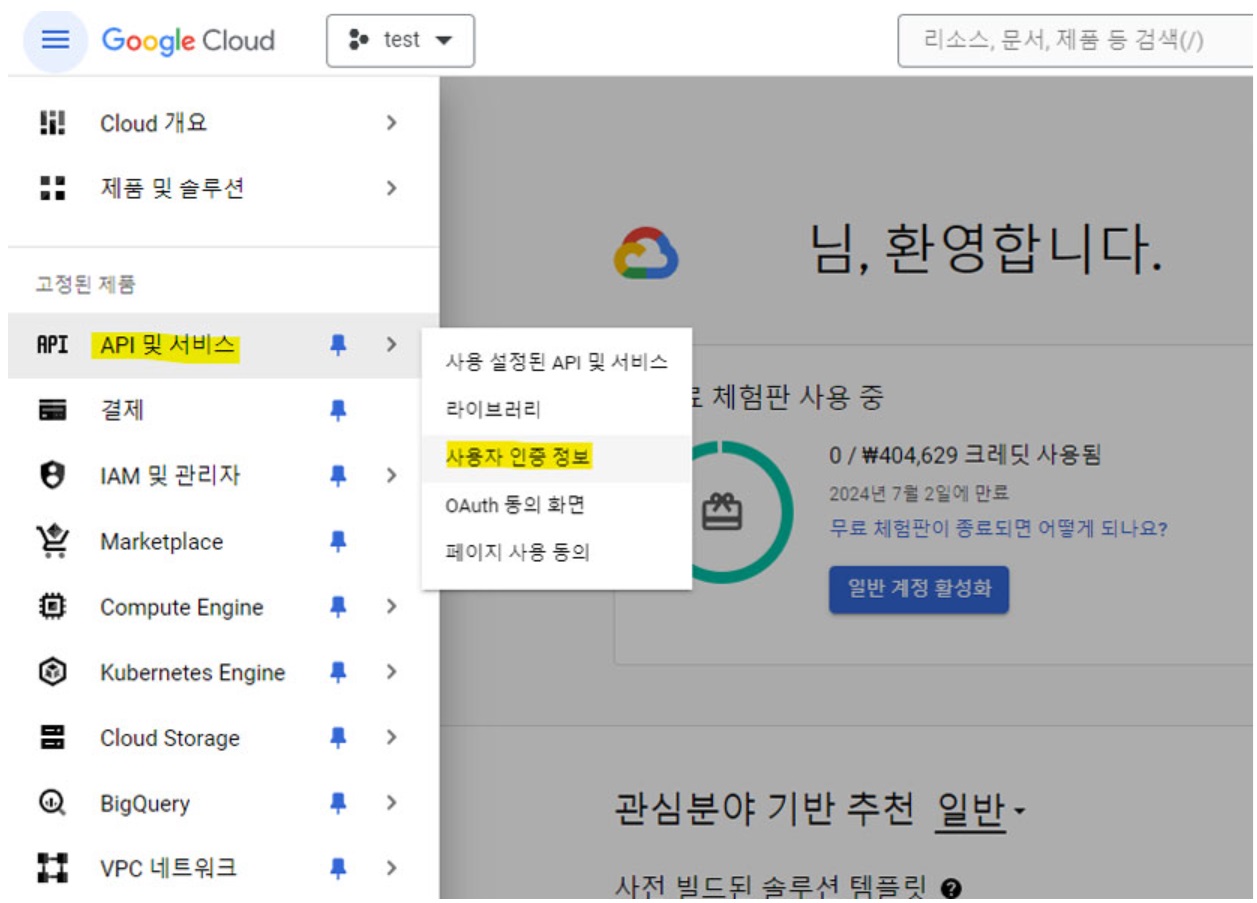 Google Cloud
test
리소스, 문서, 제품 등 검색(/)
Cloud 개요
제품 및 솔루션
고정된 제품
API API 및 서비스
결제
IAM 및 관리자
Marketplace
Compute Engine
Kubernetes Engine
Cloud Storage
BigQuery
VPC 네트워크
사용 설정된 API 및 서비스
라이브러리
사용자 인증 정보
OAuth 동의 화면
페이지 사용 동의
님, 환영합니다.
체험판 사용 중
0 / ₩404,629 크레딧 사용됨
2024년 7월 2일에 만료
무료 체험판이 종료되면 어떻게 되나요?
일반 계정 활성화
관심분야 기반 추천 일반
사전 빌드된 솔루션 템플릿